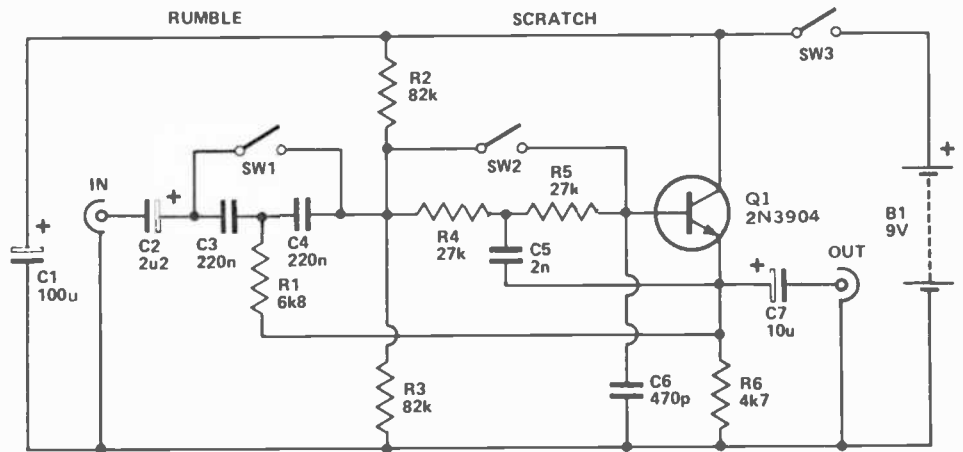 RUMBLE
SCRATCH
SW3
R2
82k
SW1
SW2
IN
+
R5
27k
Q1
2N3904
+
B1
9V
+
C1
100u
C2
2u2
C3
220n
C4
220n
R1
6k8
R4
27k
C5
2n
+
C7
10u
OUT
R3
82k
C6
470p
R6
4k7